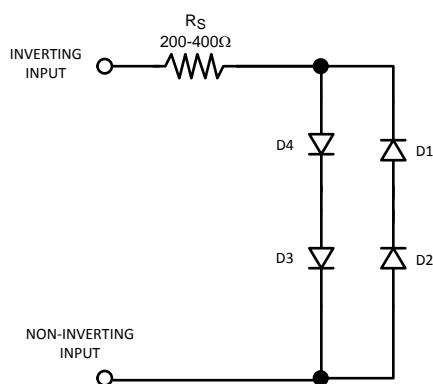 RS
200-400Ω
INVERTING
INPUT
D4
D1
D3
D2
NON-INVERTING
INPUT